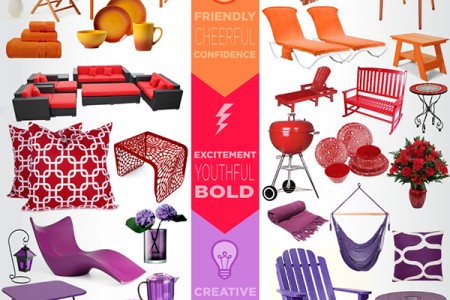 FRIENDLY
CHEERFUL
CONFIDENCE
EXCITEMENT
YOUTHFUL
BOLD
CREATIVE